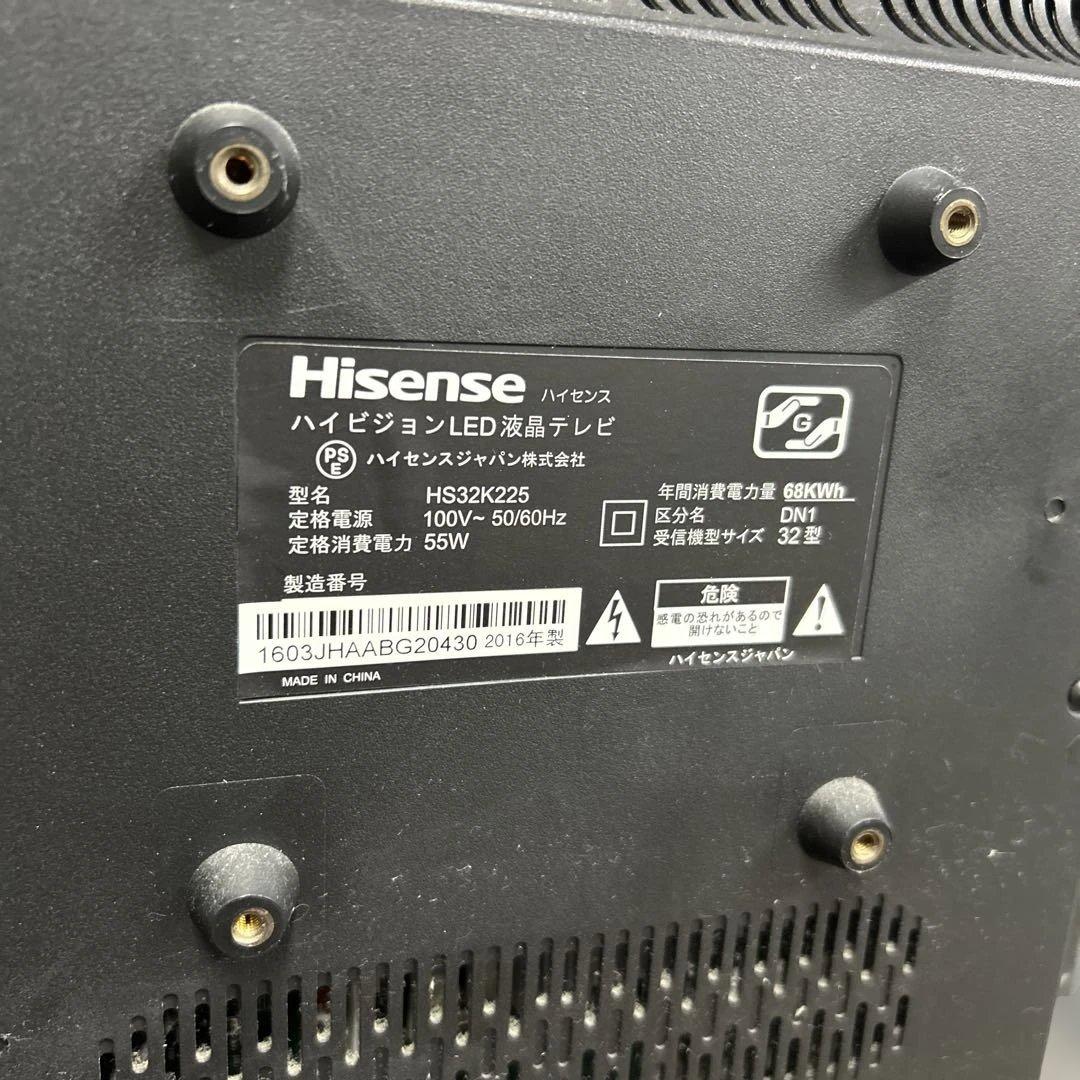 Hisense ハイセンス
ハイビジョンLED液晶テレビ
PSE ハイセンスジャパン株式会社
G
型名 HS32K225
定格電源 100V~ 50/60Hz
定格消費電力 55W
年間消費電力量 68KWh
区分名 DN1
受信機型サイズ 32型
製造番号
1603JHAABG20430 2016年製
MADE IN CHINA
危険
感電の恐れがあるので
開けないこと
ハイセンスジャパン